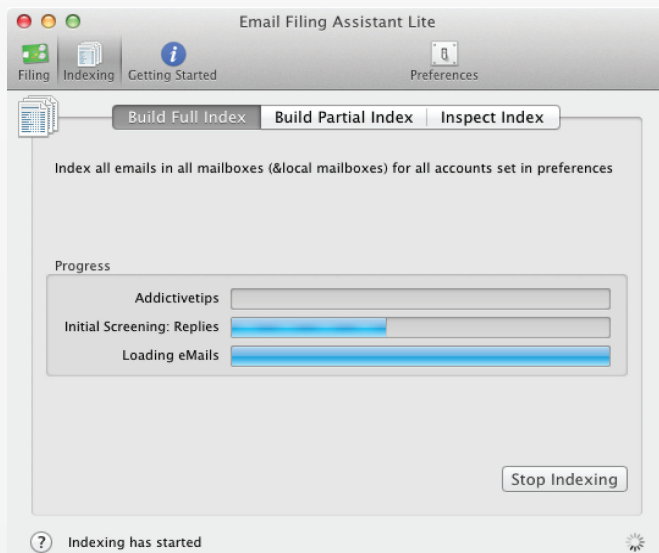 Email Filing Assistant Lite
Filing Indexing Getting Started Preferences
Build Full Index Build Partial Index Inspect Index
Index all emails in all mailboxes (&local mailboxes) for all accounts set in preferences
Progress
Addictivetips
Initial Screening: Replies
Loading eMails
Stop Indexing
? Indexing has started